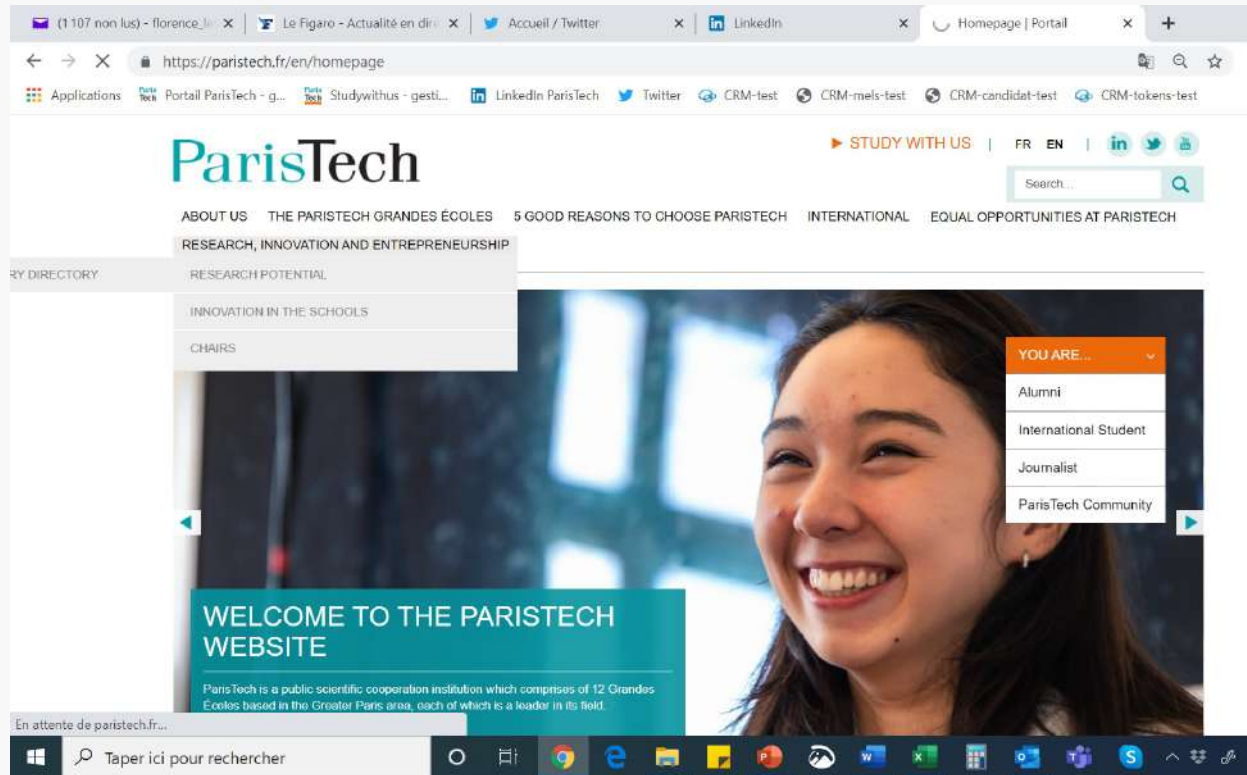 (1 107 non lus) - florence_le
Le Figaro - Actualité en dire
Accueil / Twitter
LinkedIn
Homepage | Portail
https://paristech.fr/en/homepage
Applications
Paris Tech
Portail ParisTech - g...
Paris Tech
Studywithus - gesti...
LinkedIn ParisTech
Twitter
CRM-test
CRM-mels-test
CRM-candidat-test
CRM-tokens-test
ParisTech
STUDY WITH US | FR EN |
Search...
ABOUT US THE PARISTECH GRANDES ÉCOLES 5 GOOD REASONS TO CHOOSE PARISTECH INTERNATIONAL EQUAL OPPORTUNITIES AT PARISTECH
RESEARCH, INNOVATION AND ENTREPRENEURSHIP
RY DIRECTORY
RESEARCH POTENTIAL
INNOVATION IN THE SCHOOLS
CHAIRS
YOU ARE...
Alumni
International Student
Journalist
ParisTech Community
WELCOME TO THE PARISTECH
WEBSITE
ParisTech is a public scientific cooperation institution which comprises of 12 Grandes
Écoles based in the Greater Paris area, each of which is a leader in its field.
En attente de paristech.fr...
Taper ici pour rechercher